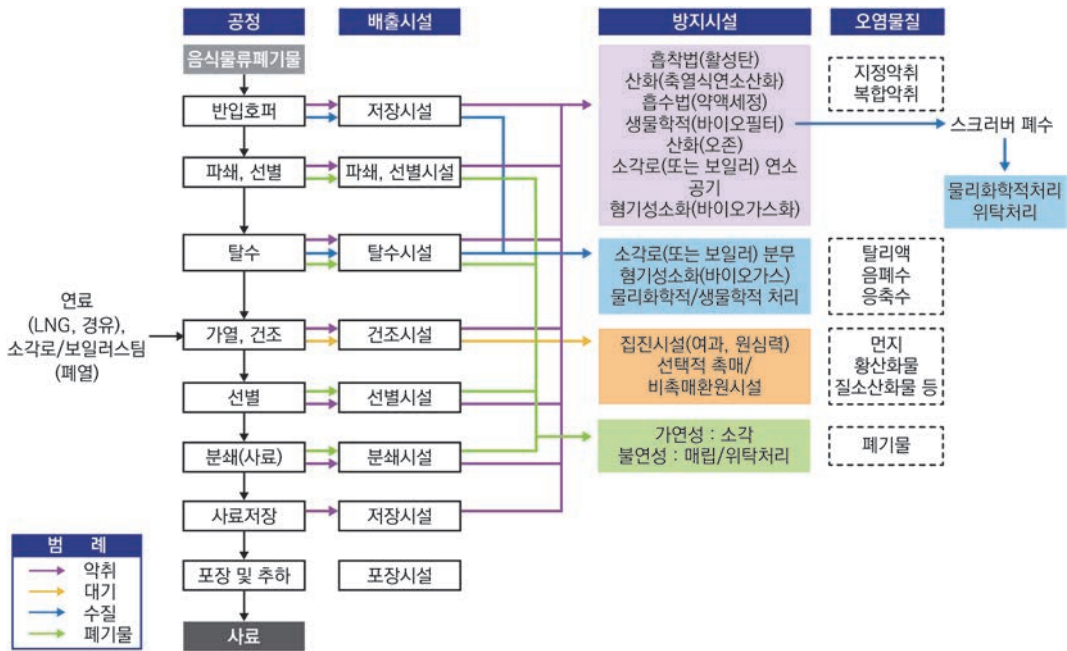 공정
배출시설
방지시설
오염물질
음식물류폐기물
반입호퍼
파쇄, 선별
탈수
가열, 건조
선별
분쇄(사료)
사료저장
포장 및 추하
사료
연료
(LNG, 경유),
소각로/보일러스팀
(폐열)
저장시설
파쇄, 선별시설
탈수시설
건조시설
선별시설
분쇄시설
저장시설
포장시설
흡착법(활성탄)
산화(축열식연소산화)
흡수법(약액세정)
생물학적(바이오필터)
산화(오존)
소각로(또는 보일러) 연소
공기
혐기성소화(바이오가스화)
소각로(또는 보일러) 분무
혐기성소화(바이오가스)
물리화학적/생물학적 처리
집진시설(여과, 원심력)
선택적 촉매/
비촉매환원시설
가연성 : 소각
불연성 : 매립/위탁처리
지정악취
복합악취
스크러버 폐수
물리화학적처리
위탁처리
탈리액
음폐수
응축수
먼지
황산화물
질소산화물 등
폐기물
범 례
악취
대기
수질
폐기물